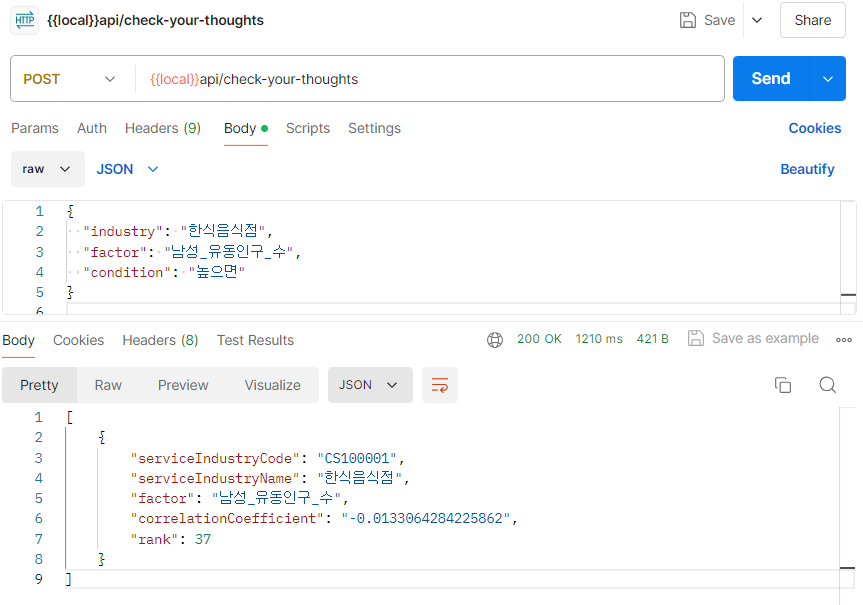 HTTP {{local}}api/check-your-thoughts Save Share
POST {{local}}api/check-your-thoughts Send
Params Auth Headers (9) Body Scripts Settings Cookies
raw JSON Beautify
1 {
2 "industry": "한식음식점",
3 "factor": "남성_유동인구_수",
4 "condition": "높으면"
5 }
6
Body Cookies Headers (8) Test Results 200 OK 1210 ms 421 B Save as example
Pretty Raw Preview Visualize JSON
1 [
2 {
3 "serviceIndustryCode": "CS100001",
4 "serviceIndustryName": "한식음식점",
5 "factor": "남성_유동인구_수",
6 "correlationCoefficient": "-0.0133064284225862",
7 "rank": 37
8 }
9 ]